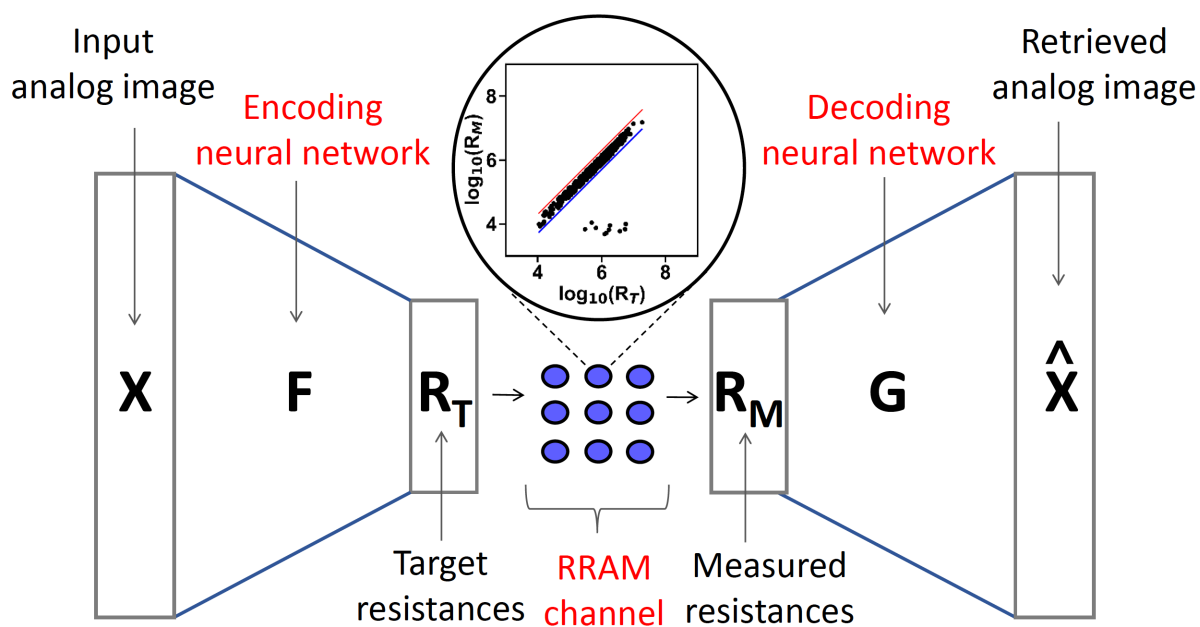 Input
analog image
Encoding
neural network
log10(RM)
8
6
4
4
6
8
log10(RT)
Decoding
neural network
Retrieved
analog image
X
F
RT
RM
G
X̂
Target
resistances
RRAM
channel
Measured
resistances